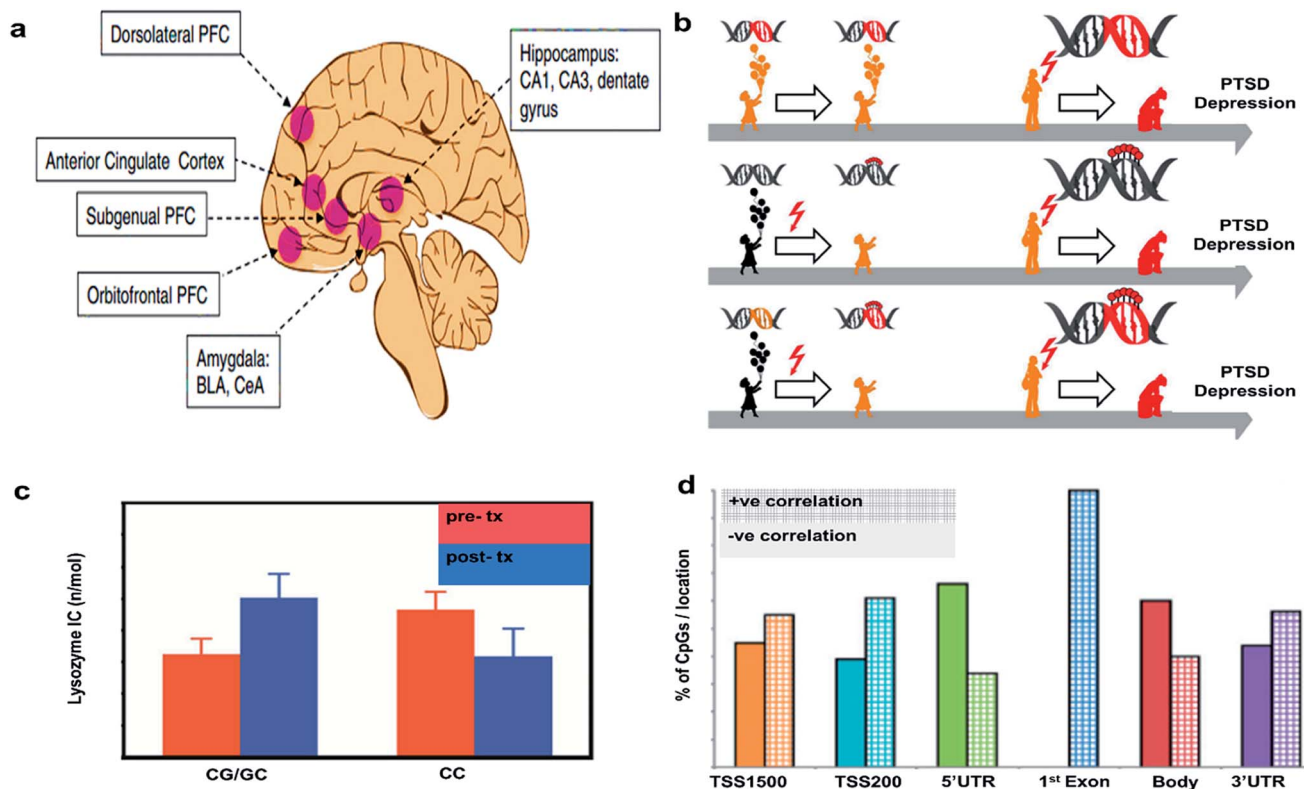 a
Dorsolateral PFC
Hippocampus:
CA1, CA3, dentate
gyrus
Anterior Cingulate Cortex
Subgenual PFC
Orbitofrontal PFC
Amygdala:
BLA, CeA
b
PTSD
Depression
PTSD
Depression
PTSD
Depression
c
pre- tx
post- tx
Lysozyme IC (n/mol)
CG/GC
CC
d
+ve correlation
-ve correlation
% of CpGs / location
TSS1500
TSS200
5'UTR
1st Exon
Body
3'UTR